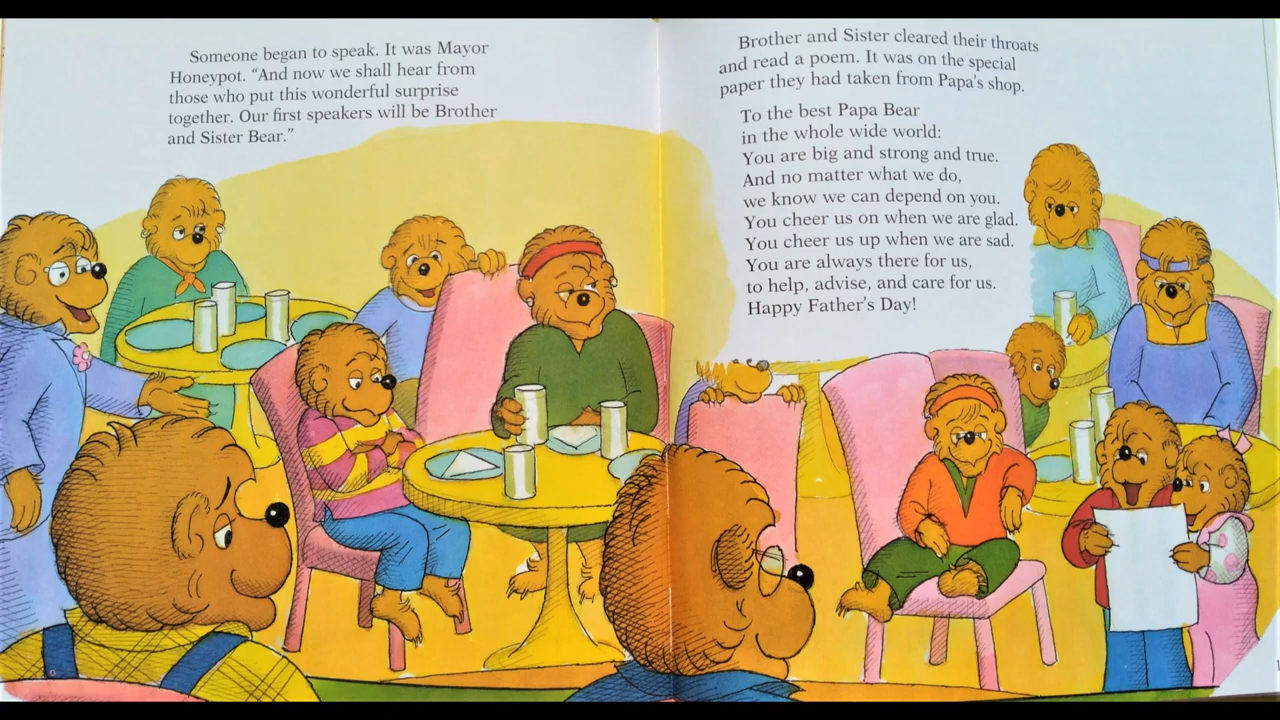 Someone began to speak. It was Mayor
Honeypot. “And now we shall hear from
those who put this wonderful surprise
together. Our first speakers will be Brother
and Sister Bear.”
Brother and Sister cleared their throats
and read a poem. It was on the special
paper they had taken from Papa's shop.
To the best Papa Bear
in the whole wide world:
You are big and strong and true.
And no matter what we do,
we know we can depend on you.
You cheer us on when we are glad.
You cheer us up when we are sad.
You are always there for us,
to help, advise, and care for us.
Happy Father's Day!